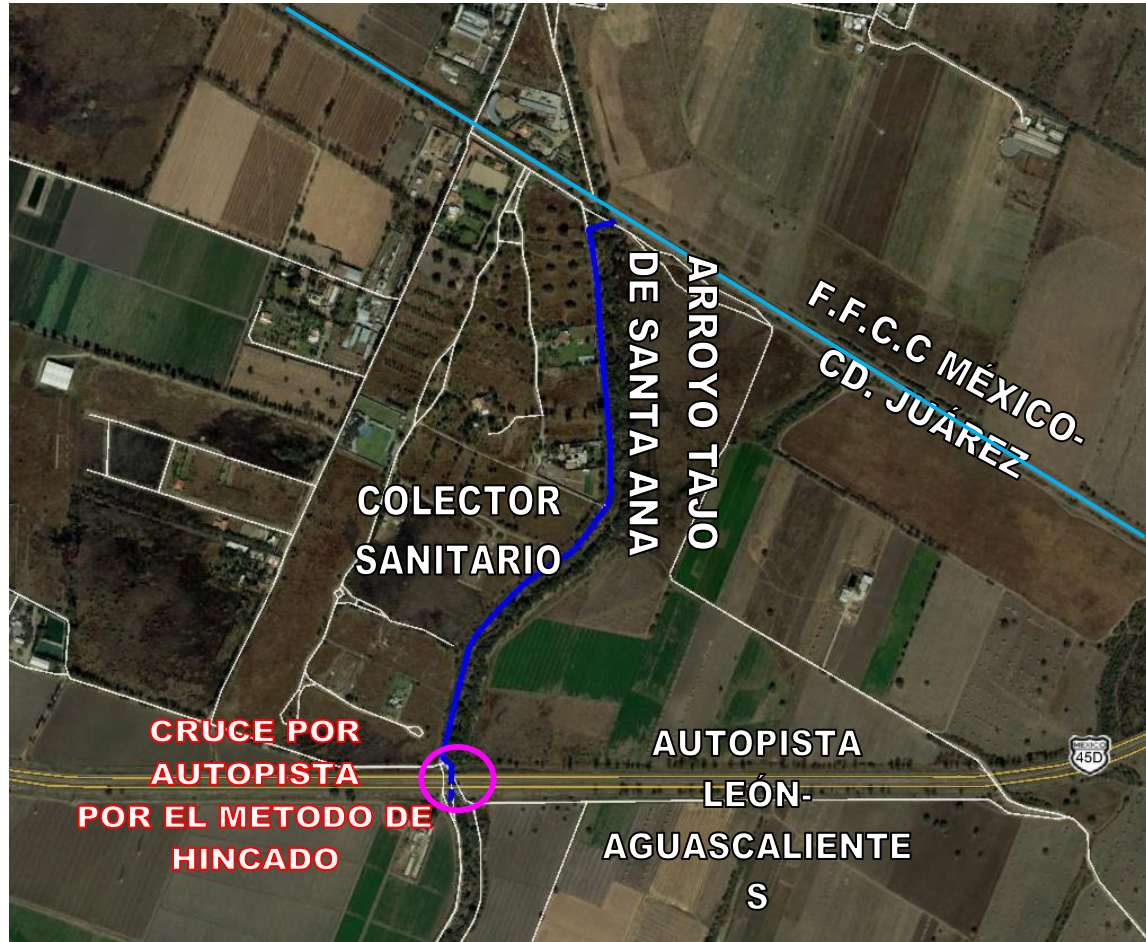 F.F.C.C MÉXICO-
CD. JUÁREZ
ARROYO TAJO
DE SANTA ANA
COLECTOR
SANITARIO
CRUCE POR
AUTOPISTA
POR EL METODO DE
HINCADO
AUTOPISTA
LEÓN-
AGUASCALIENTE
S
MEXICO
45D